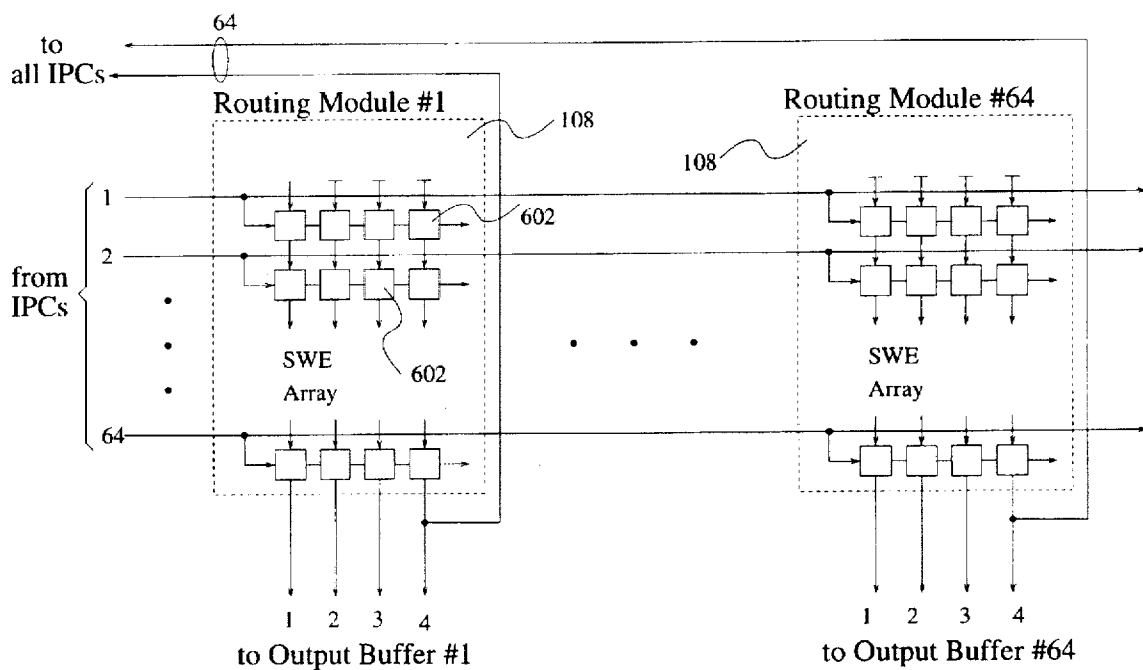 64
to
all IPCs
Routing Module #1
Routing Module #64
108
108
1
602
2
from
IPCs
SWE
Array
602
SWE
Array
64
1 2 3 4
1 2 3 4
to Output Buffer #1
to Output Buffer #64